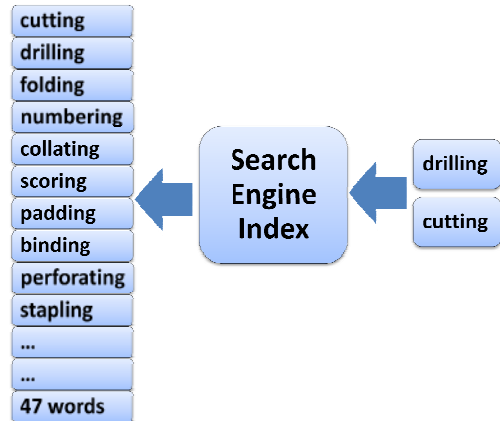 cutting
drilling
folding
numbering
collating
scoring
padding
binding
perforating
stapling
...
...
47 words
Search
Engine
Index
drilling
cutting